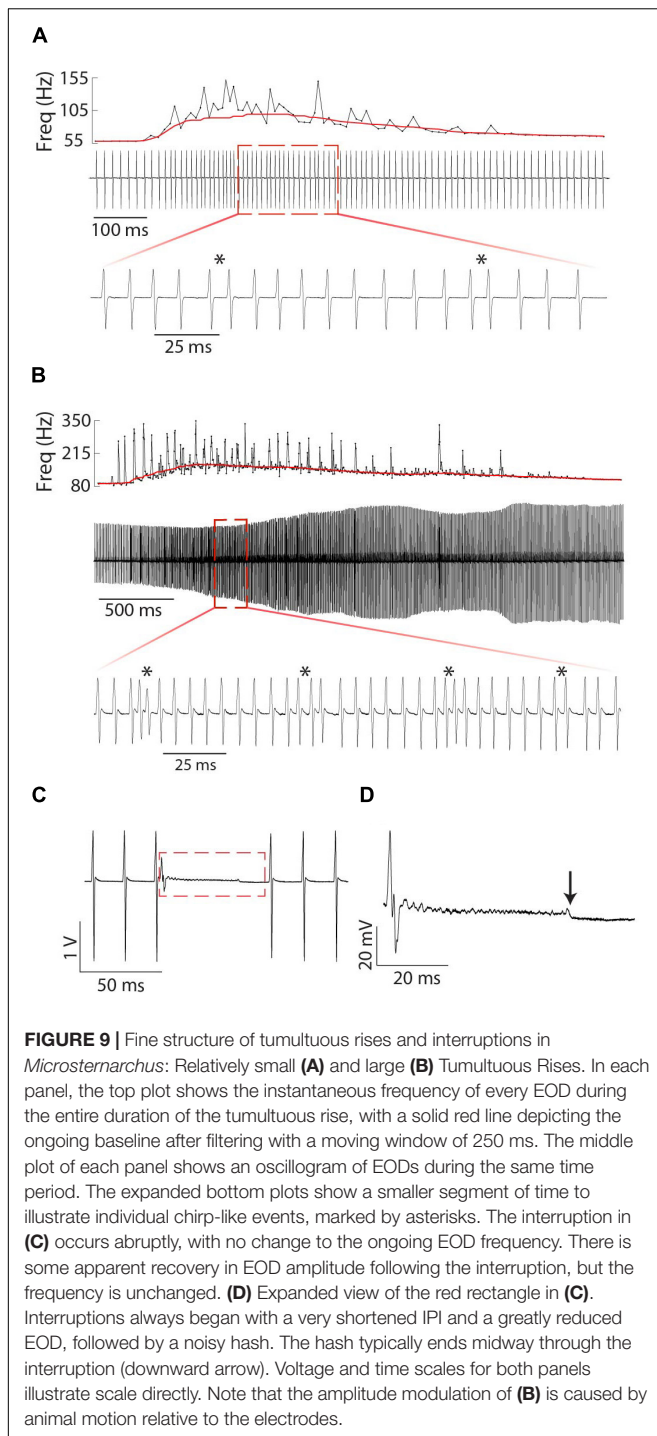 A
155
105
55
Freq (Hz)
100 ms
*
*
25 ms
B
350
215
80
Freq (Hz)
500 ms
*
*
*
*
25 ms
C
D
1 V
50 ms
20 mV
20 ms
FIGURE 9 | Fine structure of tumultuous rises and interruptions in
Microsternarchus: Relatively small (A) and large (B) Tumultuous Rises. In each
panel, the top plot shows the instantaneous frequency of every EOD during
the entire duration of the tumultuous rise, with a solid red line depicting the
ongoing baseline after filtering with a moving window of 250 ms. The middle
plot of each panel shows an oscillogram of EODs during the same time
period. The expanded bottom plots show a smaller segment of time to
illustrate individual chirp-like events, marked by asterisks. The interruption in
(C) occurs abruptly, with no change to the ongoing EOD frequency. There is
some apparent recovery in EOD amplitude following the interruption, but the
frequency is unchanged. (D) Expanded view of the red rectangle in (C).
Interruptions always began with a very shortened IPI and a greatly reduced
EOD, followed by a noisy hash. The hash typically ends midway through the
interruption (downward arrow). Voltage and time scales for both panels
illustrate scale directly. Note that the amplitude modulation of (B) is caused by
animal motion relative to the electrodes.